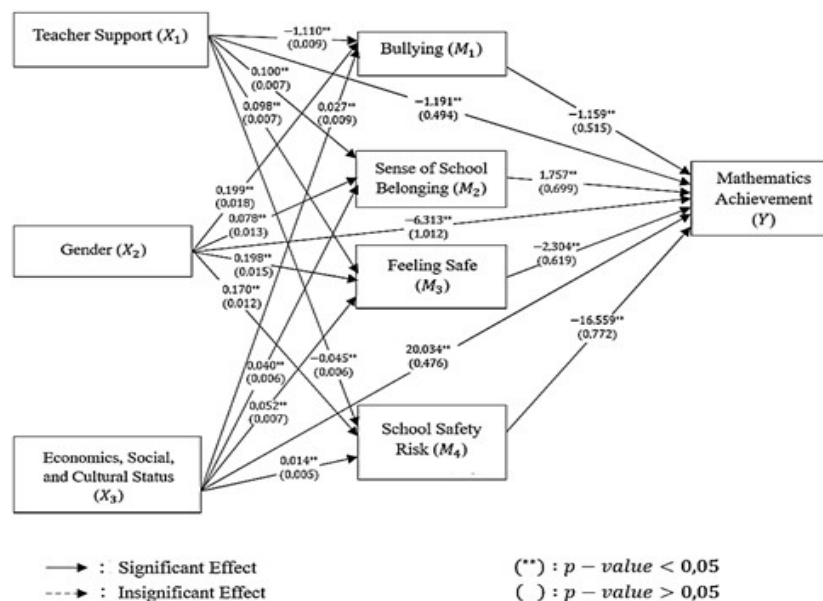 Teacher Support (X₁)
−1,110**
(0.009)
Bullying (M₁)
0,100**
(0.007)
0,098**
(0.007)
0,027**
(0.009)
−1,191**
(0.494)
−1,159**
(0.515)
Sense of School
Belonging (M₂)
1,757**
(0.699)
Mathematics
Achievement
(Y)
0,199**
(0.018)
0,078**
(0.013)
−6,313**
(1.012)
Gender (X₂)
0,198**
(0.015)
Feeling Safe
(M₃)
−2,304**
(0.619)
0,170**
(0.012)
−16,559**
(0.772)
−0,045**
(0.006)
20,034**
(0.476)
0,040**
(0.006)
0,052**
(0.007)
School Safety
Risk (M₄)
Economics, Social,
and Cultural Status
(X₃)
0,014**
(0.005)
: Significant Effect
(**) : p − value < 0,05
: Insignificant Effect
( ) : p − value > 0,05